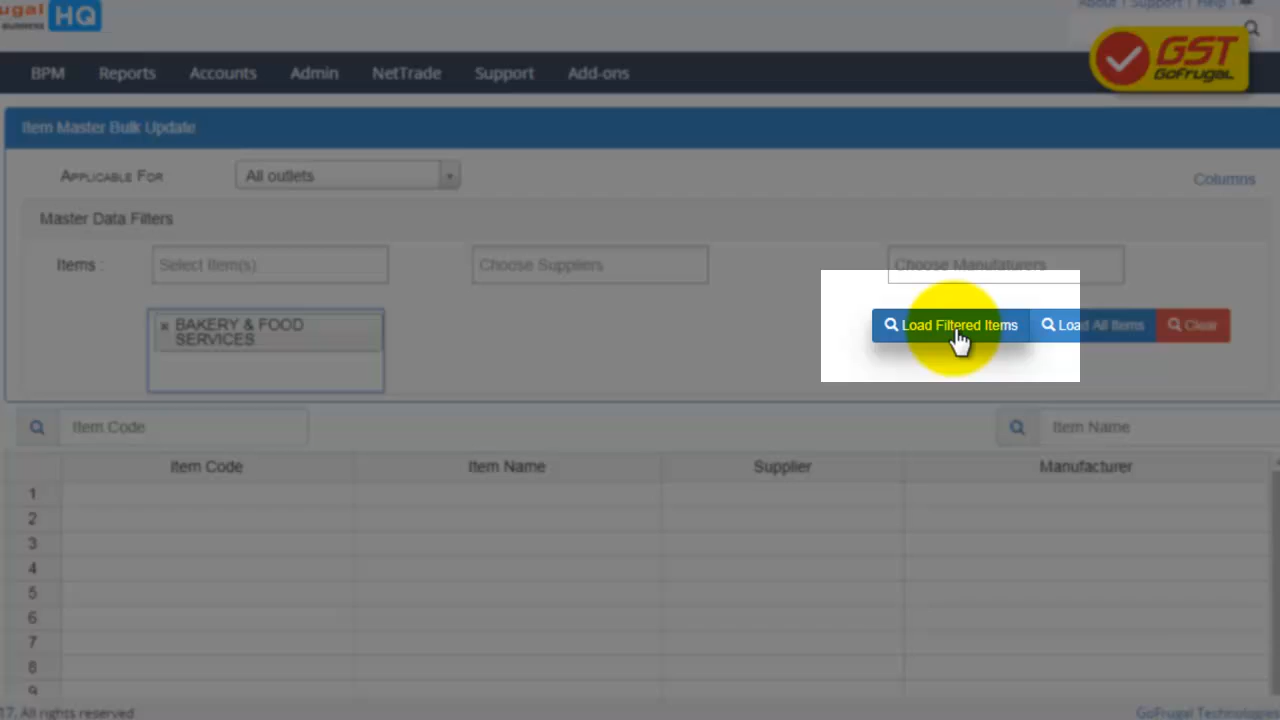 About | Support | Help |
ugal HQ
BUSINESS
GST
GOFRUGAL
BPM Reports Accounts Admin NetTrade Support Add-ons
Item Master Bulk Update
APPLICABLE FOR All outlets Columns
Master Data Filters
Items : Select Item(s) Choose Suppliers Choose Manufaturers
× BAKERY & FOOD
SERVICES
Load Filtered Items Load All Items Clear
Item Code Item Name
Item Code Item Name Supplier Manufacturer
1
2
3
4
5
6
7
8
9
17, All rights reserved GoFrugal Technologies